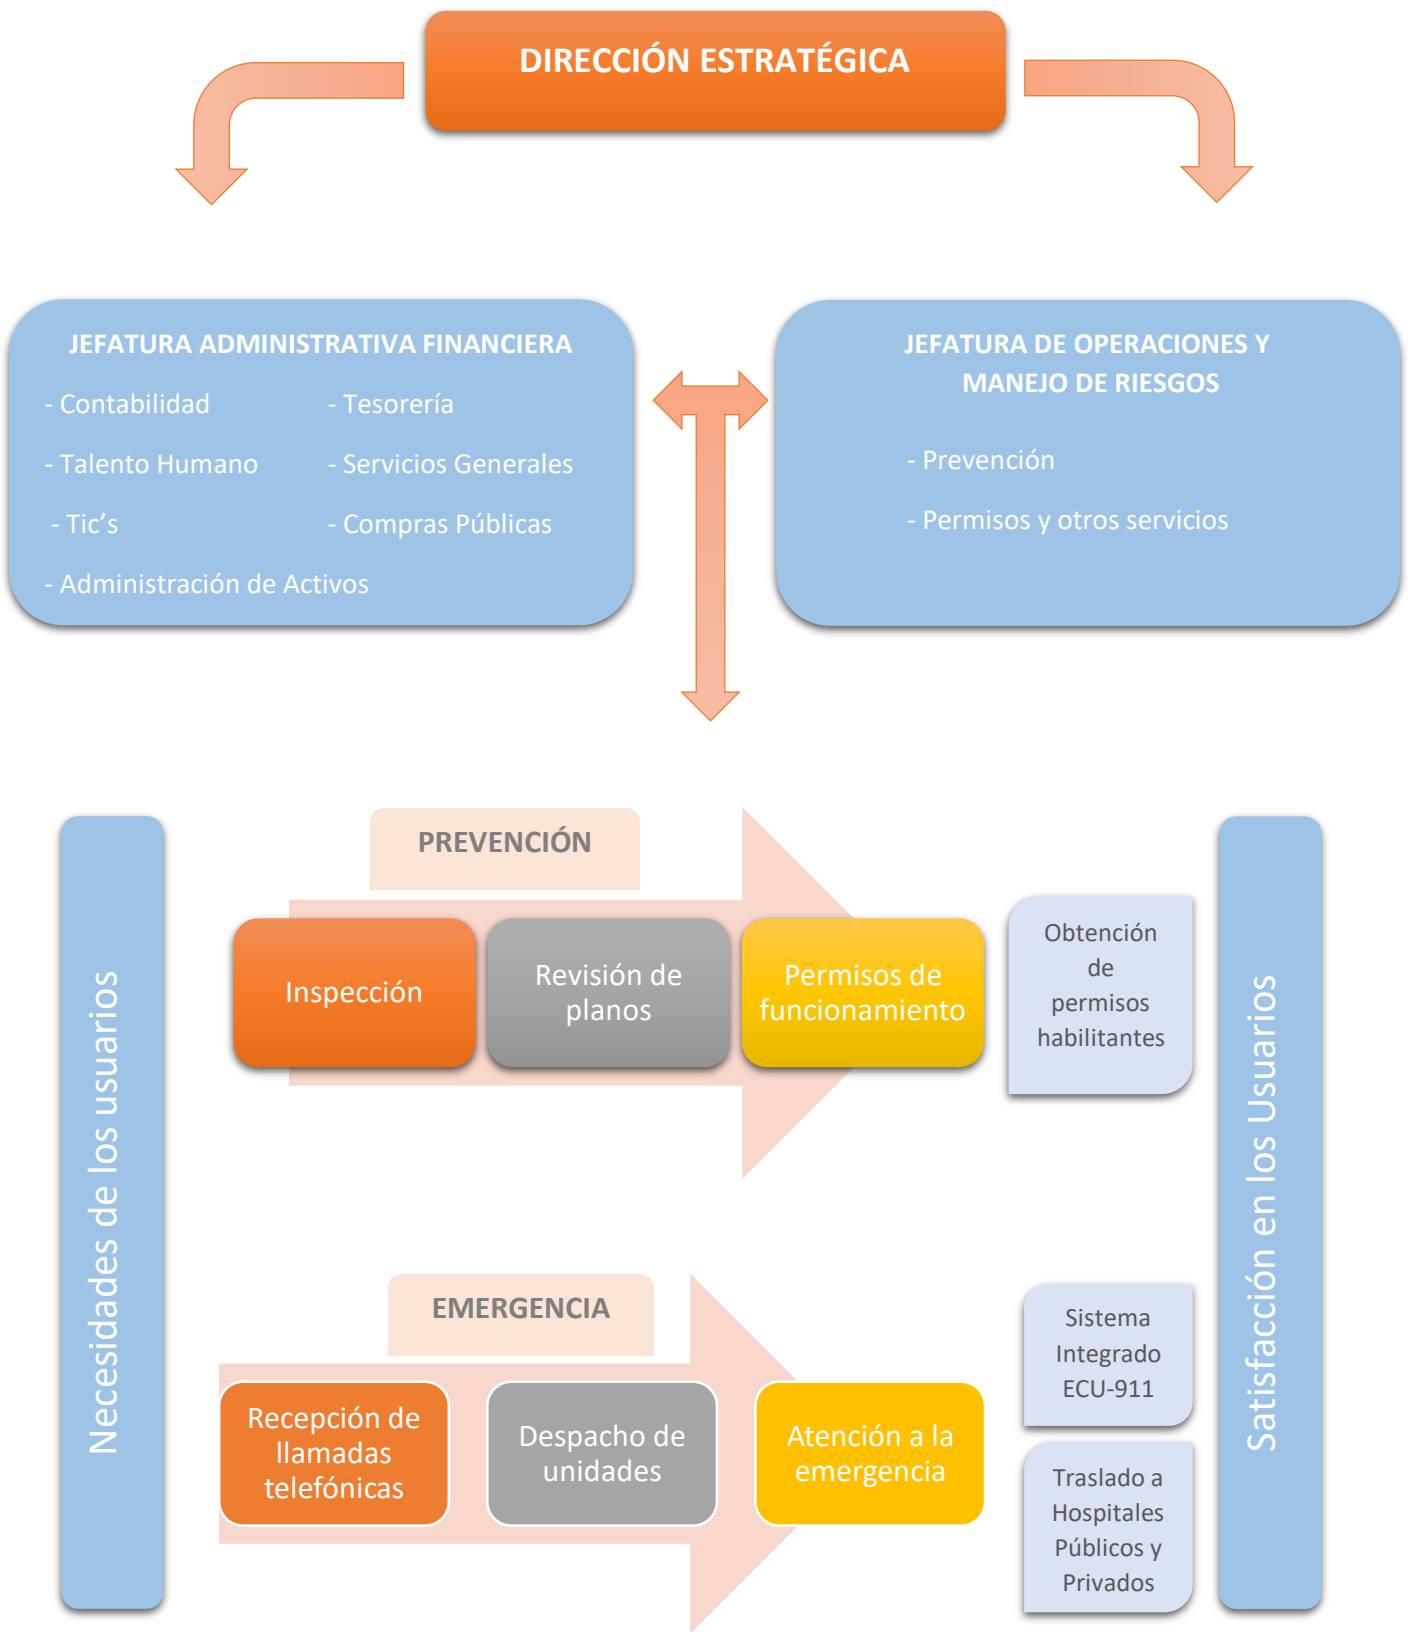 DIRECCIÓN ESTRATÉGICA
JEFATURA ADMINISTRATIVA FINANCIERA
- Contabilidad - Tesorería
- Talento Humano - Servicios Generales
- Tic’s - Compras Públicas
- Administración de Activos
JEFATURA DE OPERACIONES Y
MANEJO DE RIESGOS
- Prevención
- Permisos y otros servicios
Necesidades de los usuarios
PREVENCIÓN
Inspección
Revisión de
planos
Permisos de
funcionamiento
Obtención
de
permisos
habilitantes
EMERGENCIA
Recepción de
llamadas
telefónicas
Despacho de
unidades
Atención a la
emergencia
Sistema
Integrado
ECU-911
Traslado a
Hospitales
Públicos y
Privados
Satisfacción en los Usuarios